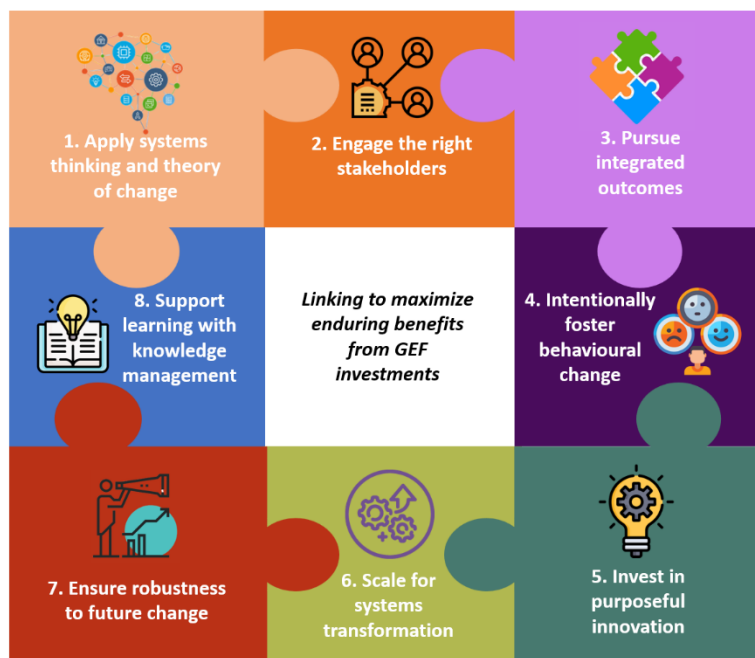 1. Apply systems
thinking and theory
of change
2. Engage the right
stakeholders
3. Pursue
integrated
outcomes
8. Support
learning with
knowledge
management
Linking to maximize
enduring benefits
from GEF
investments
4. Intentionally
foster
behavioural
change
7. Ensure robustness
to future change
6. Scale for
systems
transformation
5. Invest in
purposeful
innovation